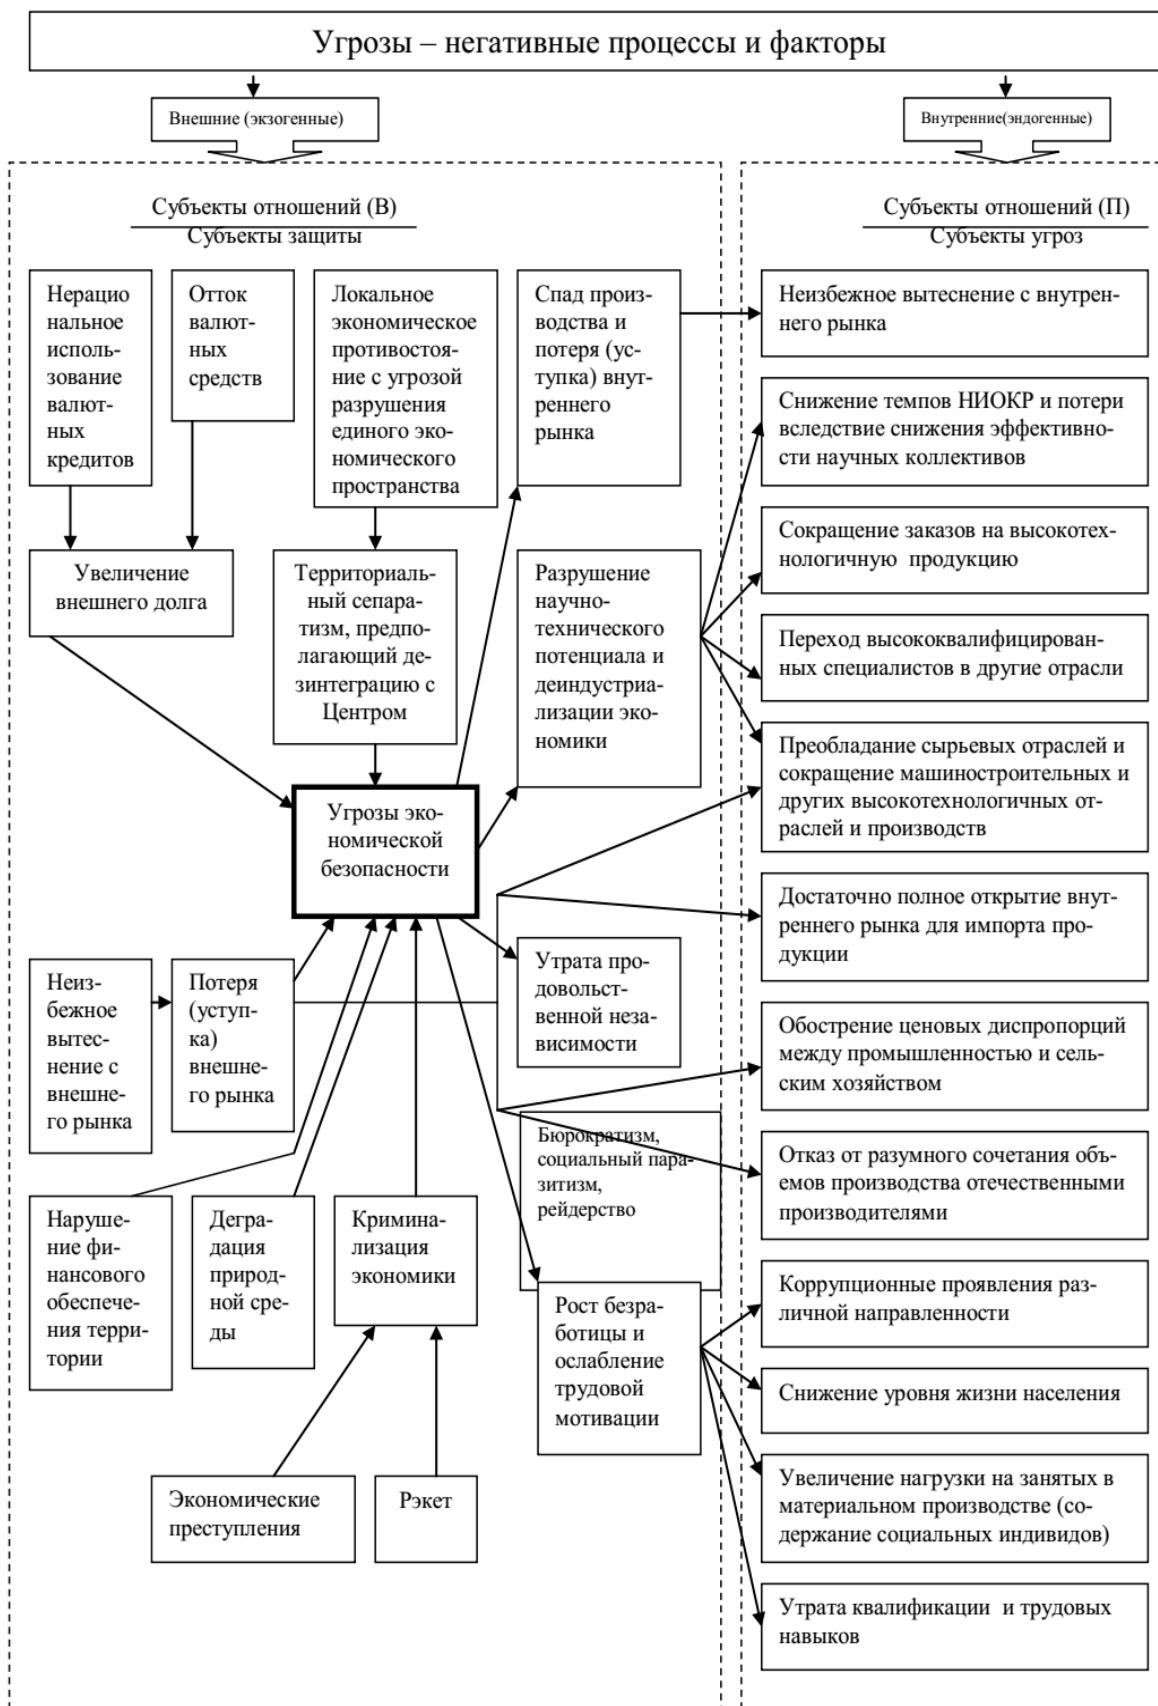 Угрозы – негативные процессы и факторы
Внешние (экзогенные)
Внутренние(эндогенные)
Субъекты отношений (В)
Субъекты защиты
Субъекты отношений (П)
Субъекты угроз
Нерацио
нальное
исполь-
зование
валют-
ных
кредитов
Отток
валют-
ных
средств
Локальное
экономическое
противостоя-
ние с угрозой
разрушения
единого эко-
номического
пространства
Спад произ-
водства и
потеря (ус-
тупка) внут-
реннего
рынка
Неизбежное вытеснение с внутрен-
него рынка
Снижение темпов НИОКР и потери
вследствие снижения эффективно-
сти научных коллективов
Сокращение заказов на высокотех-
нологичную продукцию
Увеличение
внешнего долга
Территориаль-
ный сепара-
тизм, предпо-
лагающий де-
зинтеграцию с
Центром
Разрушение
научно-
технического
потенциала и
деиндустриа-
лизации эко-
номики
Переход высококвалифицирован-
ных специалистов в другие отрасли
Преобладание сырьевых отраслей и
сокращение машиностроительных и
других высокотехнологичных от-
раслей и производств
Угрозы эко-
номической
безопасности
Достаточно полное открытие внут-
реннего рынка для импорта про-
дукции
Неиз-
бежное
вытес-
нение с
внешне-
го рынка
Потеря
(уступ-
ка)
внешне-
го рынка
Утрата про-
довольст-
венной неза-
висимости
Обострение ценовых диспропорций
между промышленностью и сель-
ским хозяйством
Бюрократизм,
социальный пара-
зитизм,
рейдерство
Отказ от разумного сочетания объ-
емов производства отечественными
производителями
Наруше-
ние фи-
нансового
обеспече-
ния терри-
тории
Дегра-
дация
природ-
ной сре-
ды
Кримина-
лизация
экономики
Рост безра-
ботицы и
ослабление
трудовой
мотивации
Коррупционные проявления раз-
личной направленности
Снижение уровня жизни населения
Экономические
преступления
Рэкет
Увеличение нагрузки на занятых в
материальном производстве (со-
держание социальных индивидов)
Утрата квалификации и трудовых
навыков